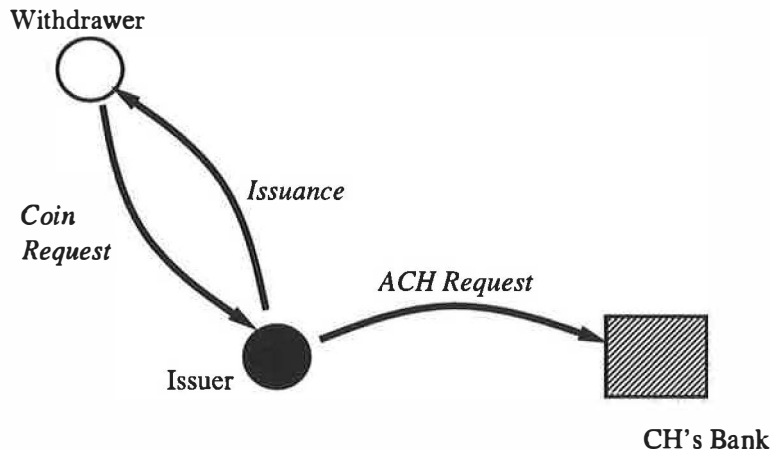 Withdrawer
Issuance
Coin
Request
ACH Request
Issuer
CH's Bank